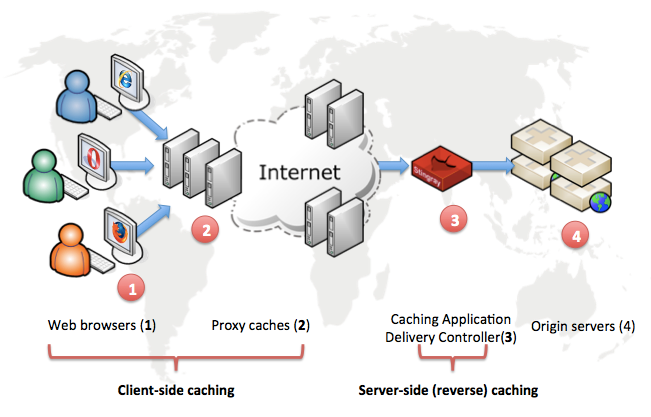 Internet
Stingray
1
2
3
4
Web browsers (1)
Proxy caches (2)
Caching Application
Delivery Controller(3)
Origin servers (4)
Client-side caching
Server-side (reverse) caching